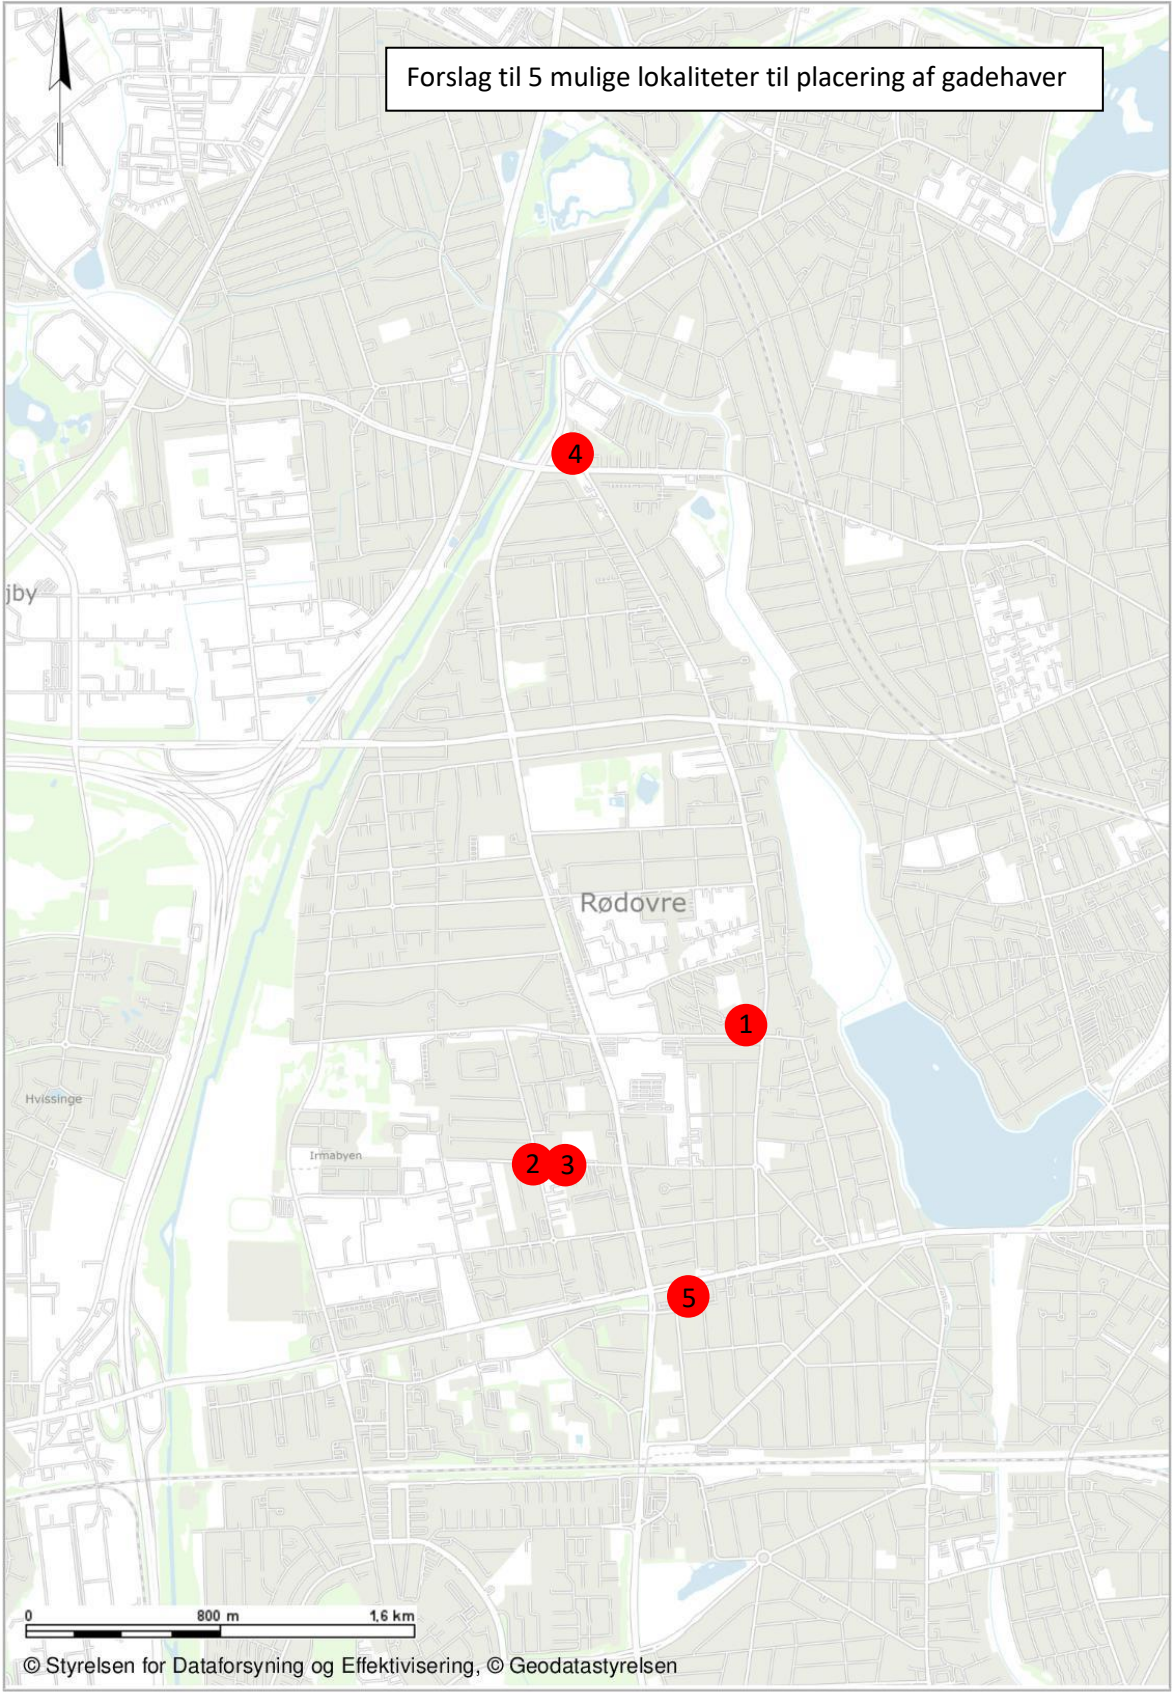 Forslag til 5 mulige lokaliteter til placering af gadehaver
4
jby
Rødovre
1
Hvissinge
Irmabyen
2 3
5
0 800 m 1,6 km
© Styrelsen for Dataforsyning og Effektivisering, © Geodatastyrelsen